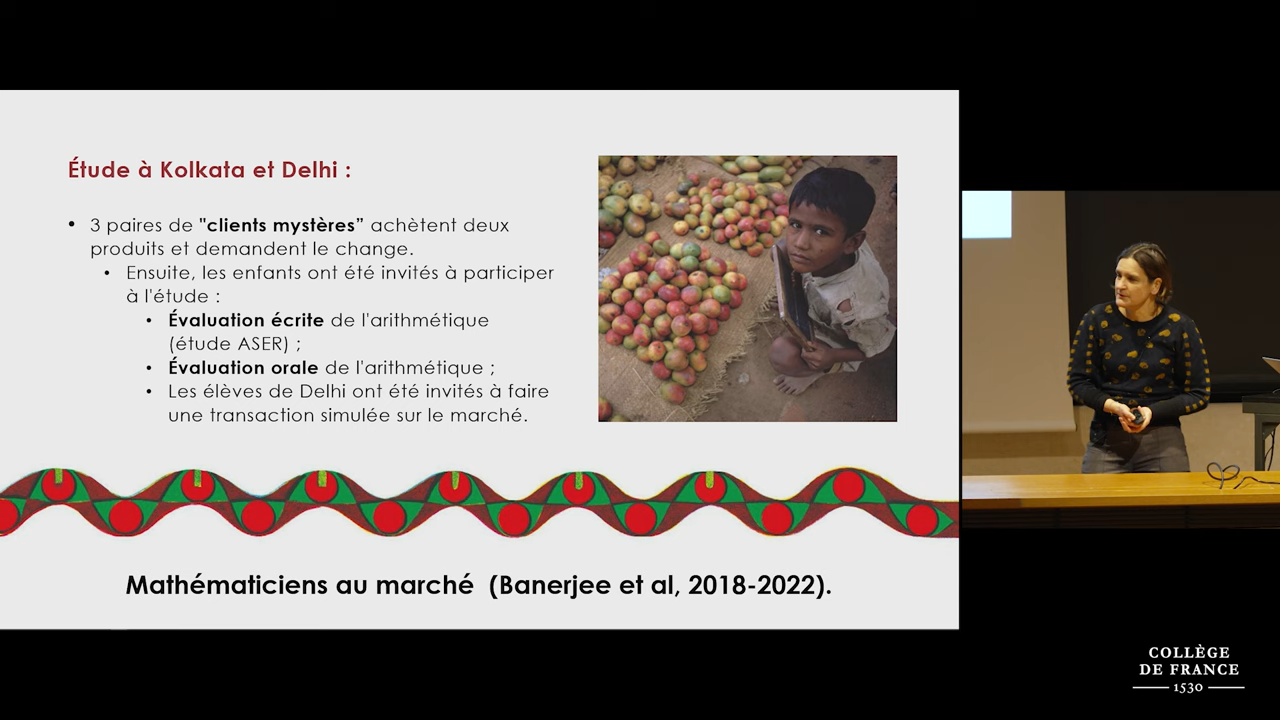 Étude à Kolkata et Delhi :
• 3 paires de "clients mystères” achètent deux
produits et demandent le change.
• Ensuite, les enfants ont été invités à participer
à l'étude :
• Évaluation écrite de l'arithmétique
(étude ASER) ;
• Évaluation orale de l'arithmétique ;
• Les élèves de Delhi ont été invités à faire
une transaction simulée sur le marché.
Mathématiciens au marché (Banerjee et al, 2018-2022).
COLLÈGE
DE FRANCE
1530